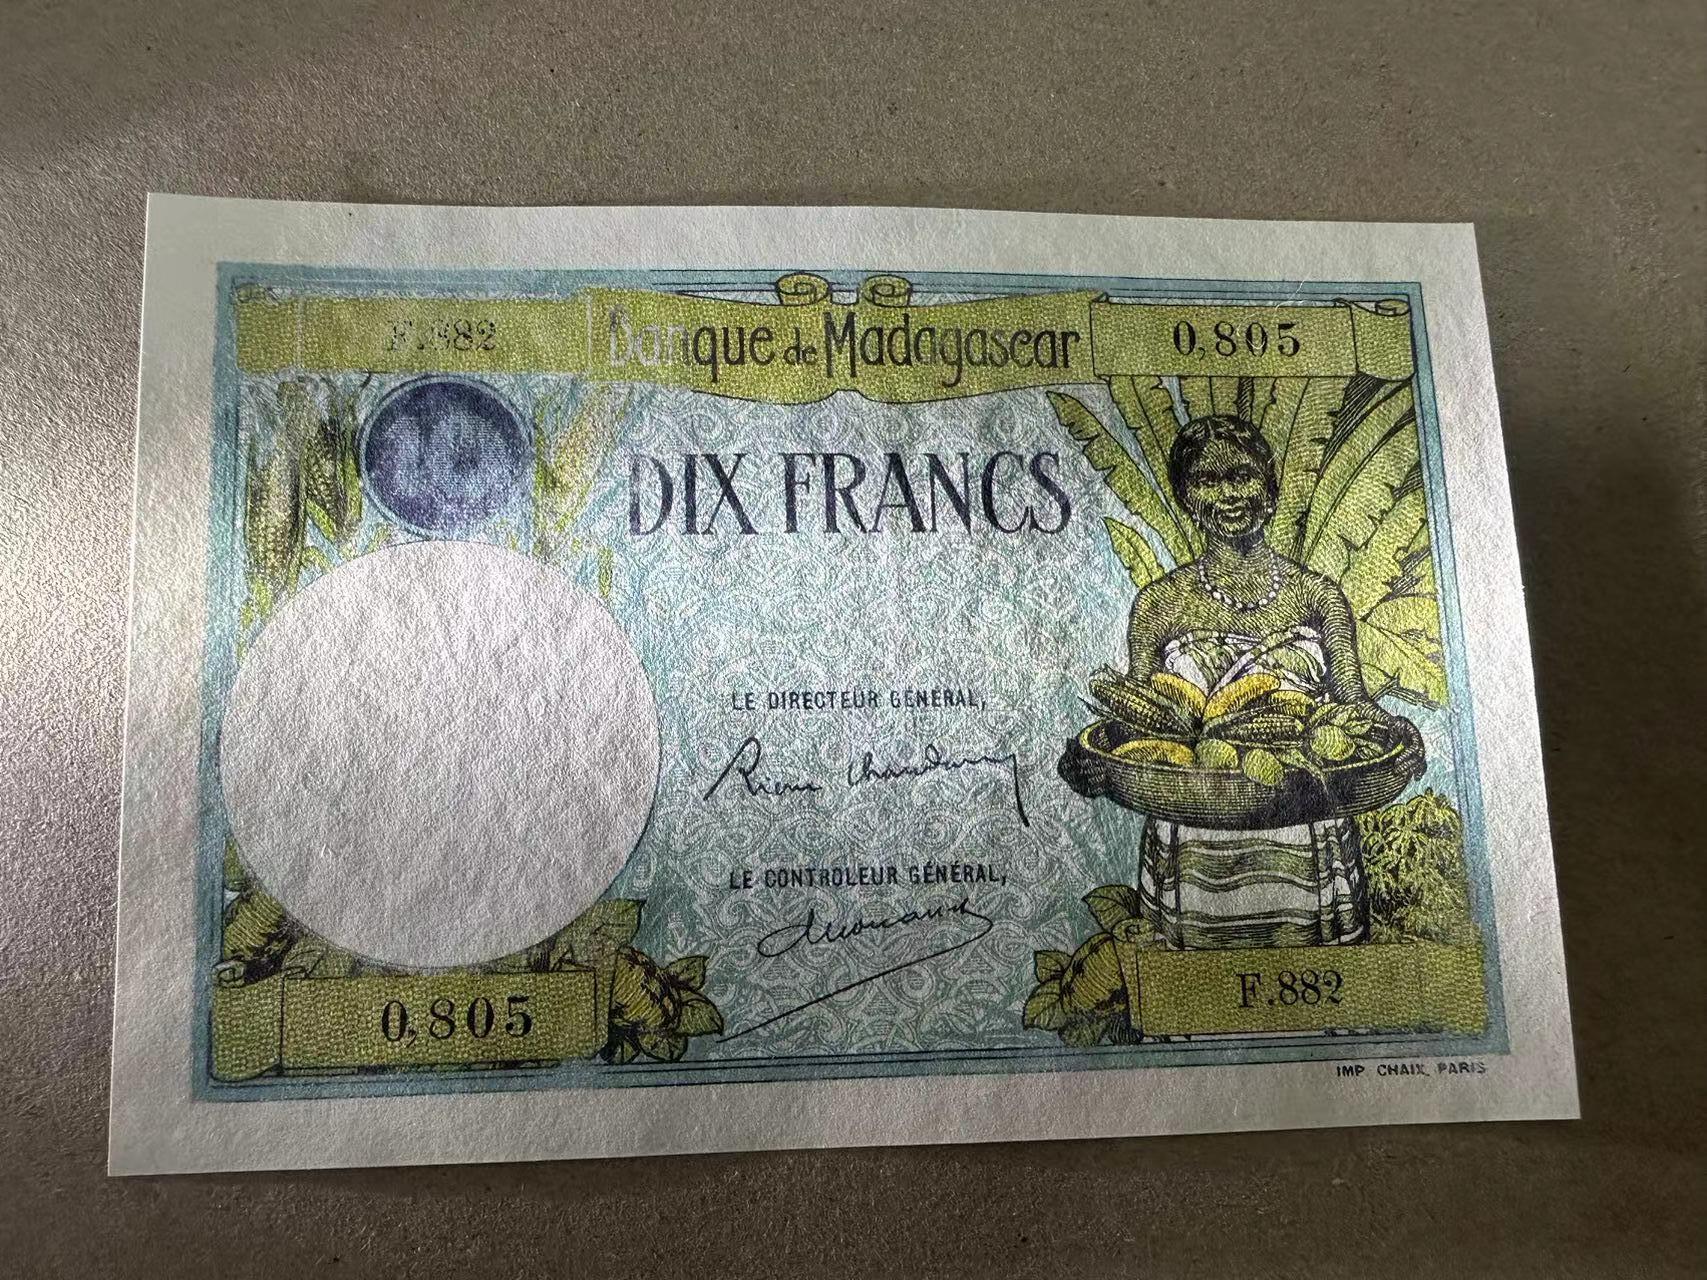 F.882
Banque de Madagascar
0,805
10
DIX FRANCS
LE DIRECTEUR GÉNÉRAL,
LE CONTROLEUR GÉNÉRAL,
0,805
F.882
IMP CHAIX PARIS